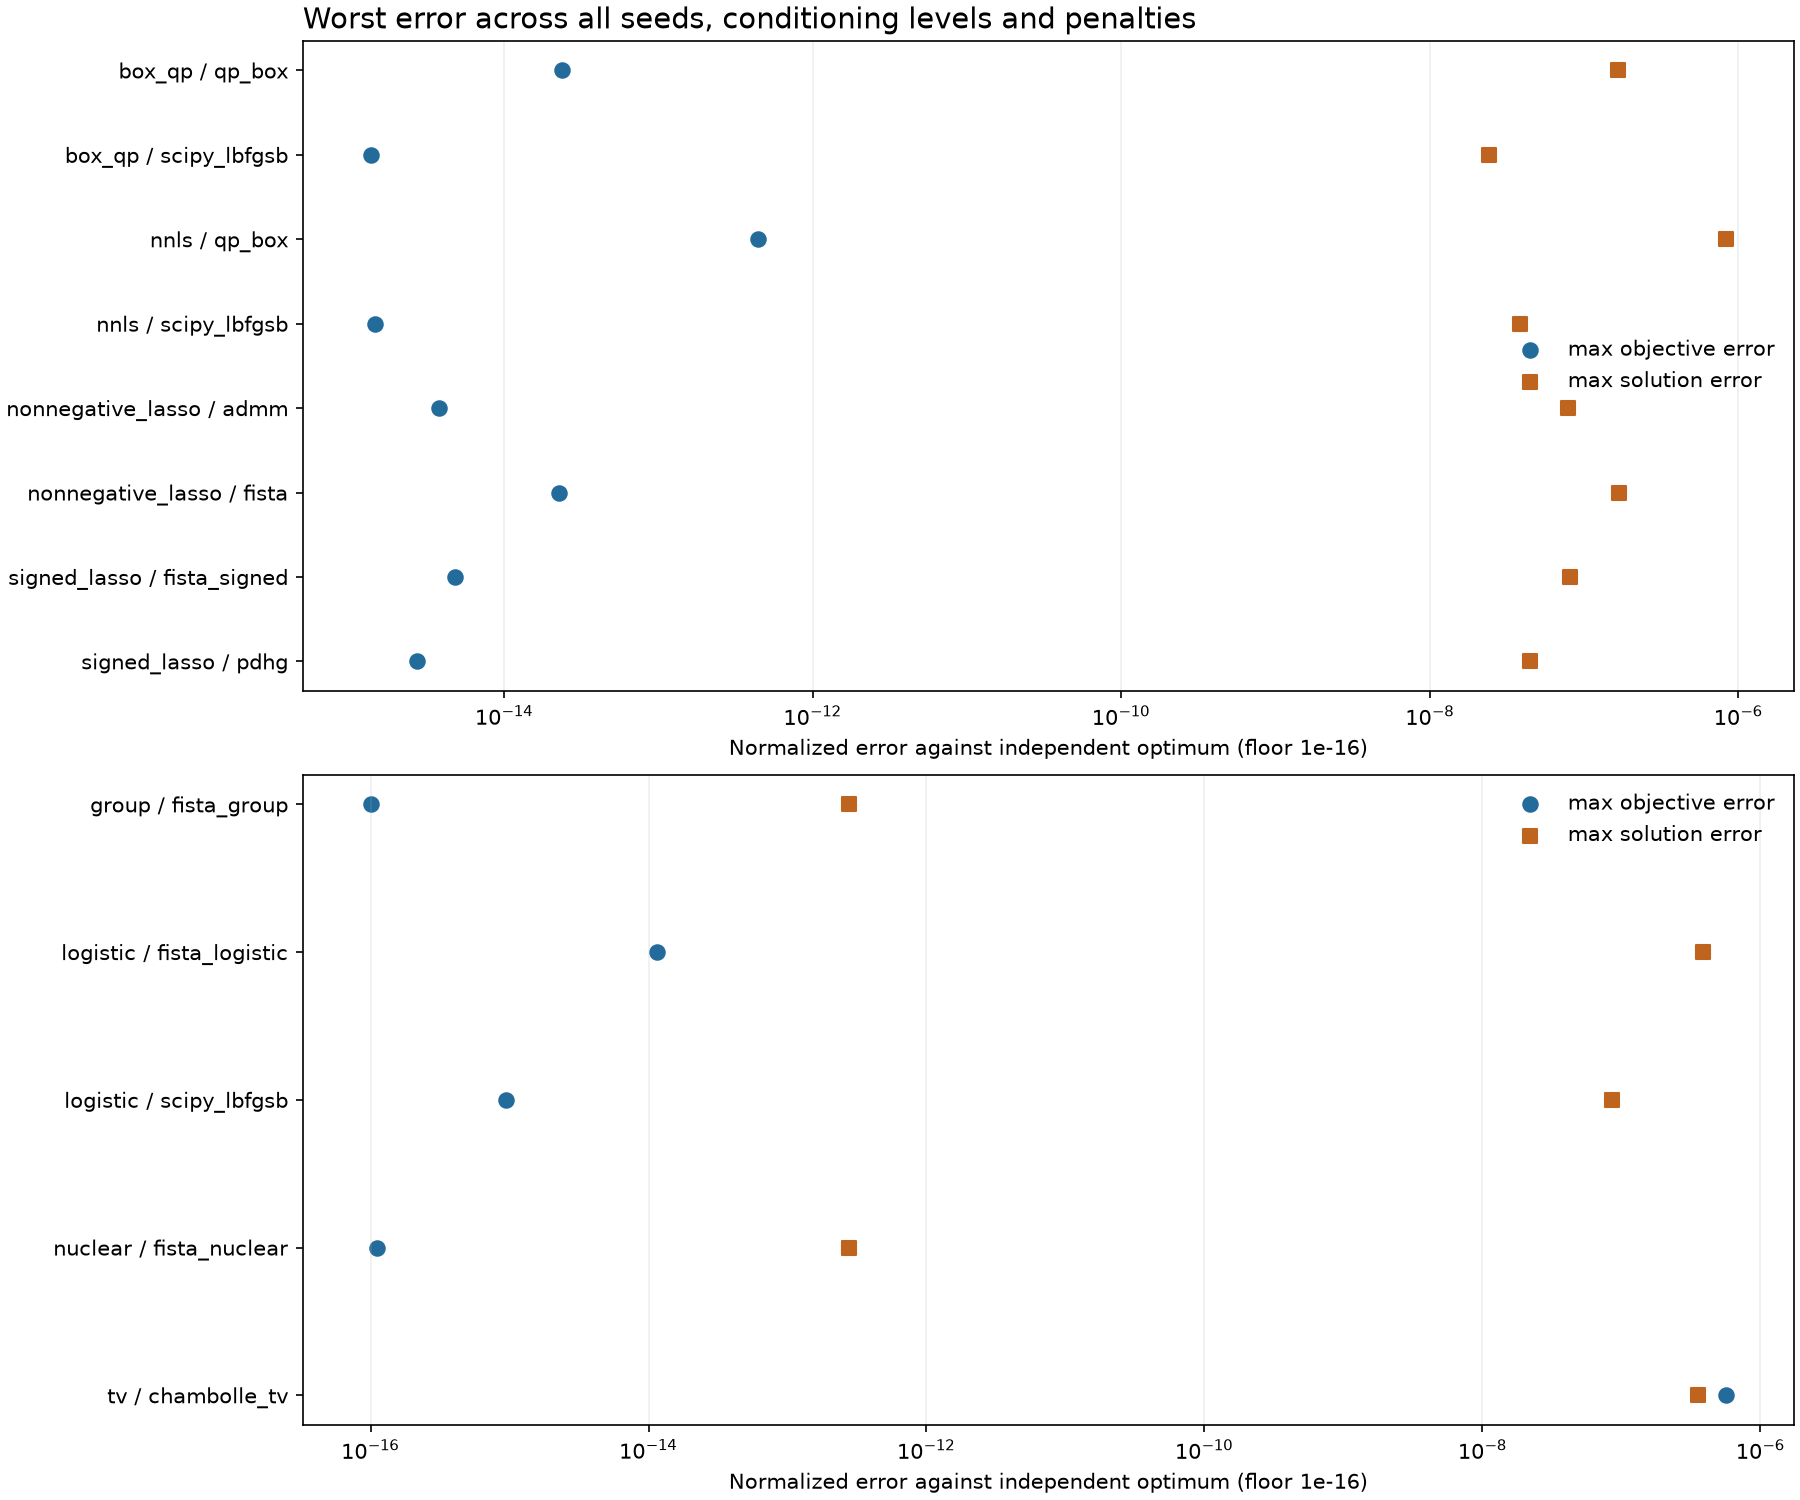 Worst error across all seeds, conditioning levels and penalties
box_qp / qp_box
box_qp / scipy_lbfgsb
nnls / qp_box
nnls / scipy_lbfgsb
max objective error
max solution error
nonnegative_lasso / admm
nonnegative_lasso / fista
signed_lasso / fista_signed
signed_lasso / pdhg
10⁻¹⁴ 10⁻¹² 10⁻¹⁰ 10⁻⁸ 10⁻⁶
Normalized error against independent optimum (floor 1e-16)
group / fista_group
max objective error
max solution error
logistic / fista_logistic
logistic / scipy_lbfgsb
nuclear / fista_nuclear
tv / chambolle_tv
10⁻¹⁶ 10⁻¹⁴ 10⁻¹² 10⁻¹⁰ 10⁻⁸ 10⁻⁶
Normalized error against independent optimum (floor 1e-16)